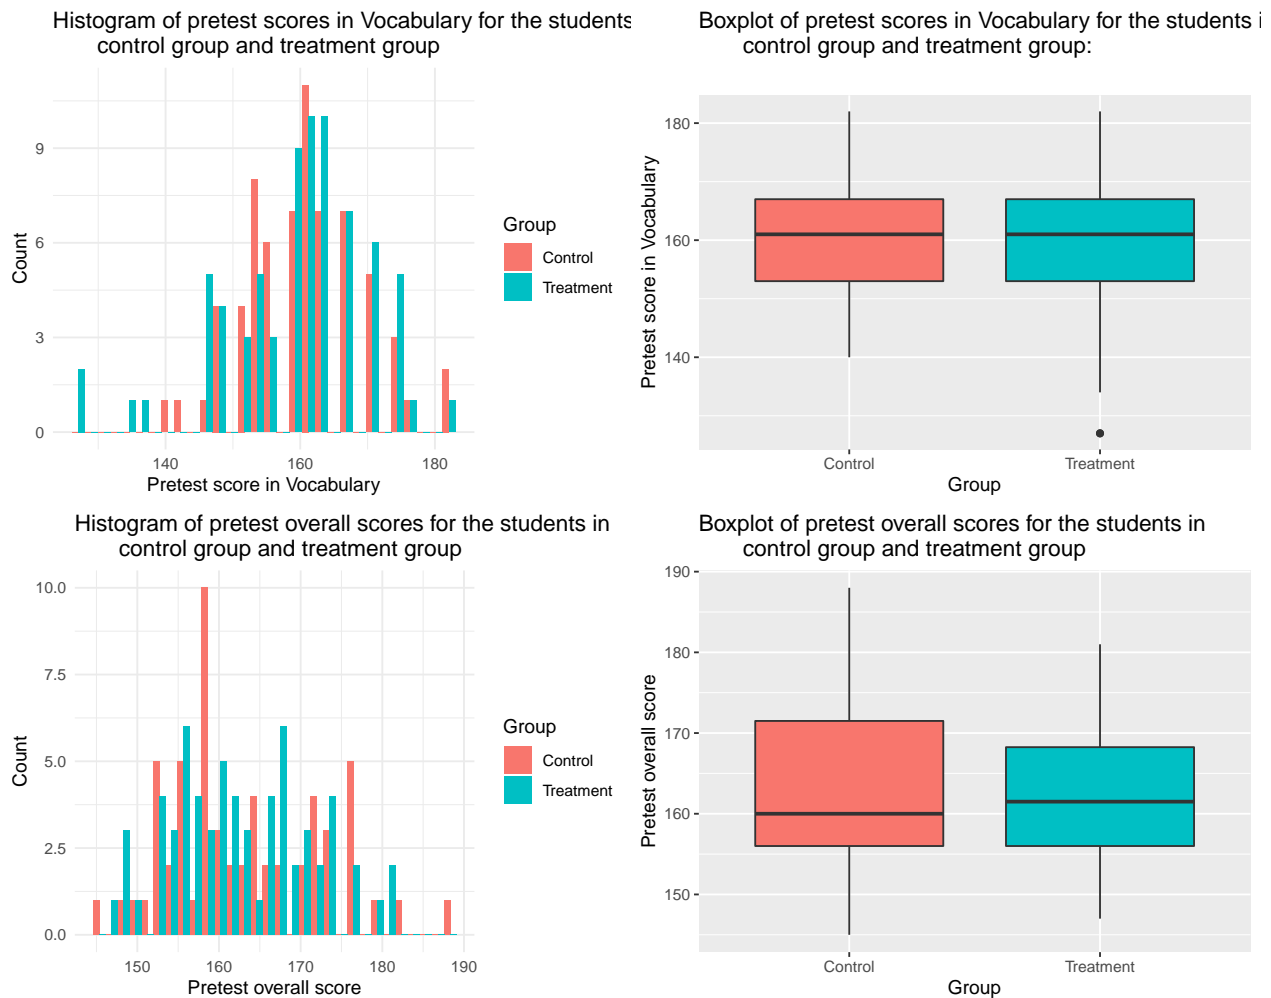 Histogram of pretest scores in Vocabulary for the students
control group and treatment group
Count
9
6
3
0
140
160
180
Pretest score in Vocabulary
Group
Control
Treatment
Boxplot of pretest scores in Vocabulary for the students i
control group and treatment group:
Pretest score in Vocabulary
180
160
140
Control
Treatment
Group
Histogram of pretest overall scores for the students in
control group and treatment group
Count
10.0
7.5
5.0
2.5
0.0
150
160
170
180
190
Pretest overall score
Group
Control
Treatment
Boxplot of pretest overall scores for the students in
control group and treatment group
Pretest overall score
190
180
170
160
150
Control
Treatment
Group